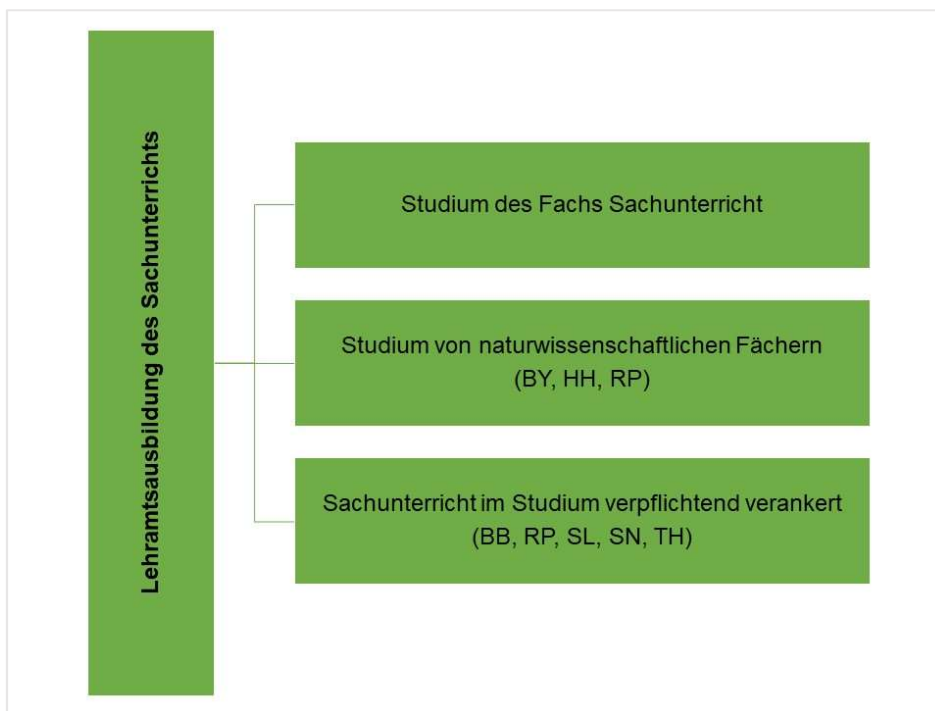 Lehramtsausbildung des Sachunterrichts
Studium des Fachs Sachunterricht
Studium von naturwissenschaftlichen Fächern
(BY, HH, RP)
Sachunterricht im Studium verpflichtend verankert
(BB, RP, SL, SN, TH)